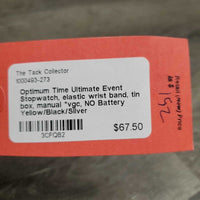 The Tack Collector
1000493-273
Optimum Time Ultimate Event
Stopwatch, elastic wrist band, tin
box, manual *vgc, NO Battery
Yellow/Black/Silver
$67.50
3CFQB2